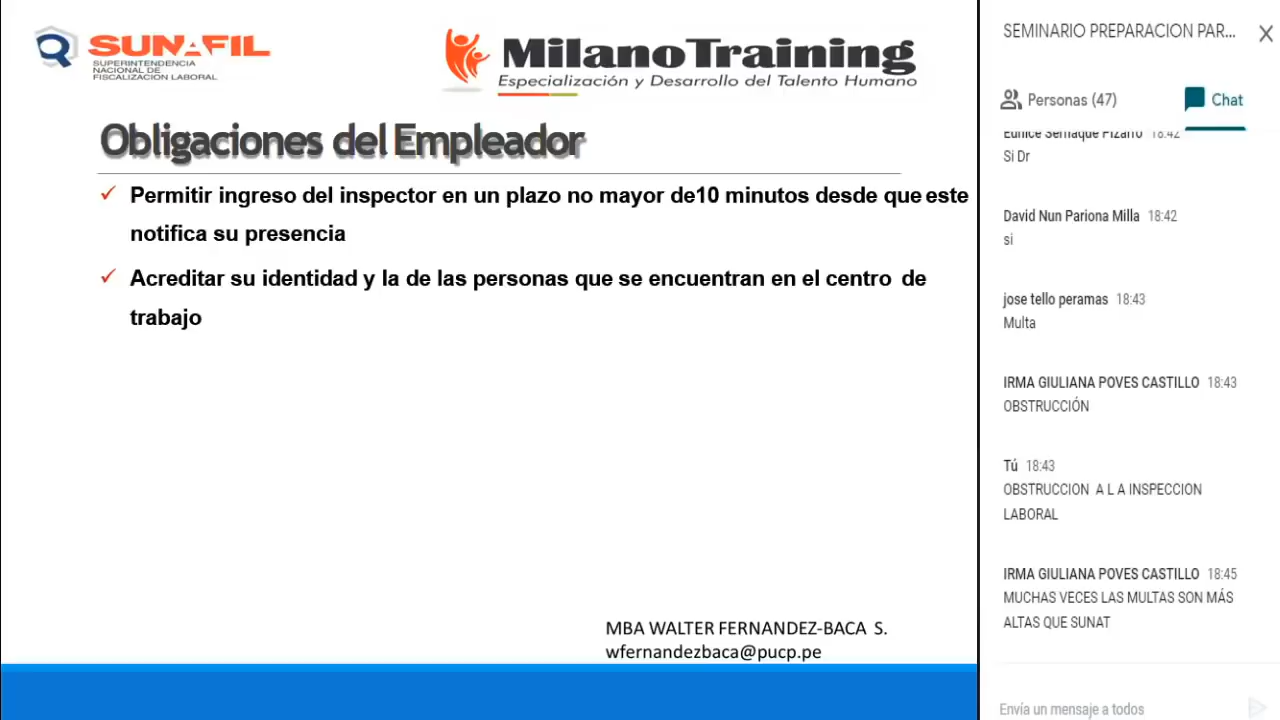 SUNAFIL
SUPERINTENDENCIA
NACIONAL DE
FISCALIZACIÓN LABORAL
MilanoTraining
Especialización y Desarrollo del Talento Humano
Obligaciones del Empleador
✓ Permitir ingreso del inspector en un plazo no mayor de10 minutos desde que este
notifica su presencia
✓ Acreditar su identidad y la de las personas que se encuentran en el centro de
trabajo
MBA WALTER FERNANDEZ-BACA S.
wfernandezbaca@pucp.pe
SEMINARIO PREPARACION PAR...
Personas (47)
Chat
Eunice Sernaque Pizarro 18:42
Si Dr
David Nun Pariona Milla 18:42
si
jose tello peramas 18:43
Multa
IRMA GIULIANA POVES CASTILLO 18:43
OBSTRUCCIÓN
Tú 18:43
OBSTRUCCION A L A INSPECCION
LABORAL
IRMA GIULIANA POVES CASTILLO 18:45
MUCHAS VECES LAS MULTAS SON MÁS
ALTAS QUE SUNAT
Envía un mensaje a todos